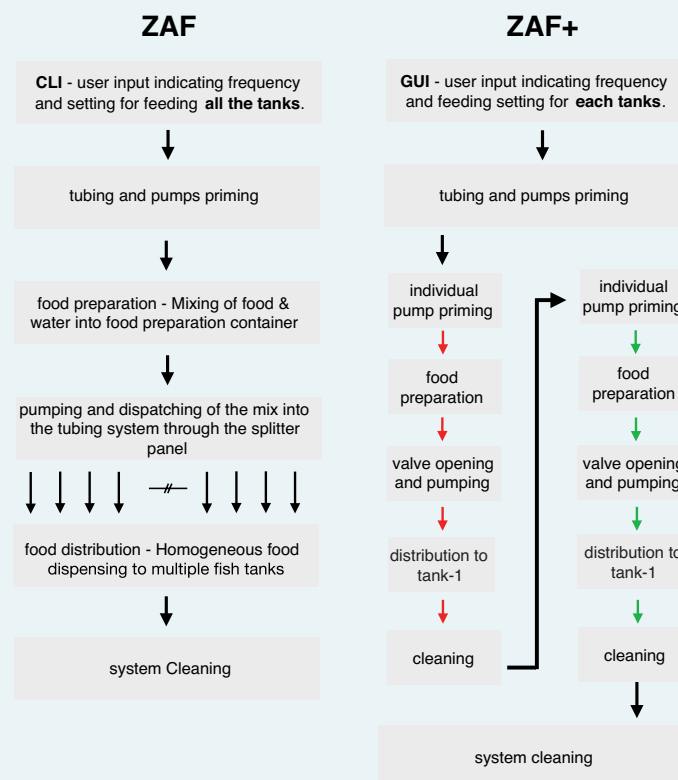 ZAF
CLI - user input indicating frequency
and setting for feeding all the tanks.
tubing and pumps priming
food preparation - Mixing of food &
water into food preparation container
pumping and dispatching of the mix into
the tubing system through the splitter
panel
food distribution - Homogeneous food
dispensing to multiple fish tanks
system Cleaning
ZAF+
GUI - user input indicating frequency
and feeding setting for each tanks.
tubing and pumps priming
individual
pump priming
food
preparation
valve opening
and pumping
distribution to
tank-1
cleaning
individual
pump priming
food
preparation
valve opening
and pumping
distribution to
tank-1
cleaning
system cleaning